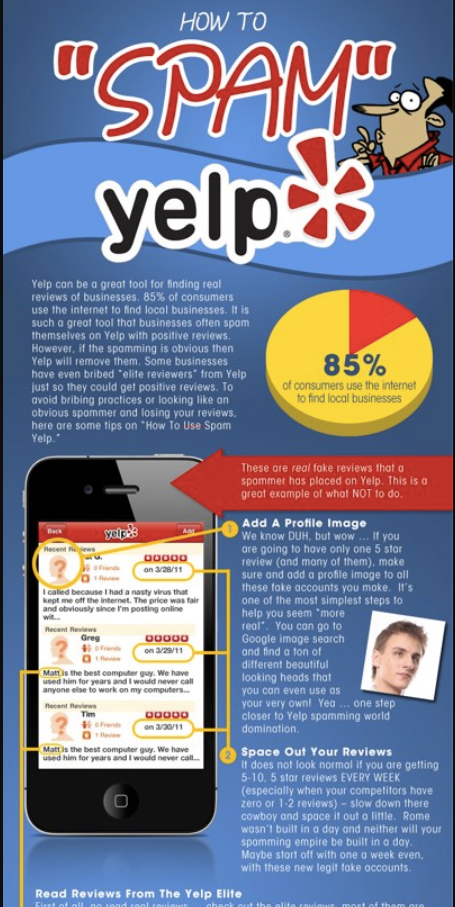 HOW TO
"SPAM"
yelp
Yelp can be a great tool for finding real
reviews of businesses. 85% of consumers
use the internet to find local businesses. It is
such a great tool that businesses often spam
themselves on Yelp with positive reviews.
However, if the spamming is obvious then
Yelp will remove them. Some businesses
have even bribed "elite reviewers" from Yelp
just so they could get positive reviews. To
avoid bribing practices or looking like an
obvious spammer and losing your reviews,
here are some tips on "How To Use Spam
Yelp."
85%
of consumers use the internet
to find local businesses
These are real fake reviews that a
spammer has placed on Yelp. This is a
great example of what NOT to do.
Back
yelp
Add
Recent Reviews
G.
0 Friends
1 Review
on 3/28/11
I called because I had a nasty virus that
kept me off the internet. The price was fair
and obviously since I'm posting online
wit...
Recent Reviews
Greg
0 Friends
1 Review
on 3/29/11
Matt is the best computer guy. We have
used him for years and I would never call
anyone else to work on my computers...
Recent Reviews
Tim
0 Friends
1 Review
on 3/30/11
Matt is the best computer guy. We have
used him for years and I would never call...
1
Add A Profile Image
We know DUH, but wow ... If you
are going to have only one 5 star
review (and many of them), make
sure and add a profile image to all
these fake accounts you make. It's
one of the most simplest steps to
help you seem "more
real". You can go to
Google image search
and find a ton of
different beautiful
looking heads that
you can even use as
your very own! Yea ... one step
closer to Yelp spamming world
domination.
2
Space Out Your Reviews
It does not look normal if you are getting
5-10, 5 star reviews EVERY WEEK
(especially when your competitors have
zero or 1-2 reviews) – slow down there
cowboy and space it out a little. Rome
wasn't built in a day and neither will your
spamming empire be built in a day.
Maybe start off with one a week even,
with these new legit fake accounts.
Read Reviews From The Yelp Elite
First of all, go read real reviews ... check out the elite reviews, most of them are